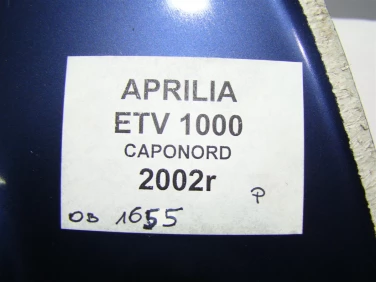 APRILIA
ETV 1000
CAPONORD
2002r
P
OB 1655